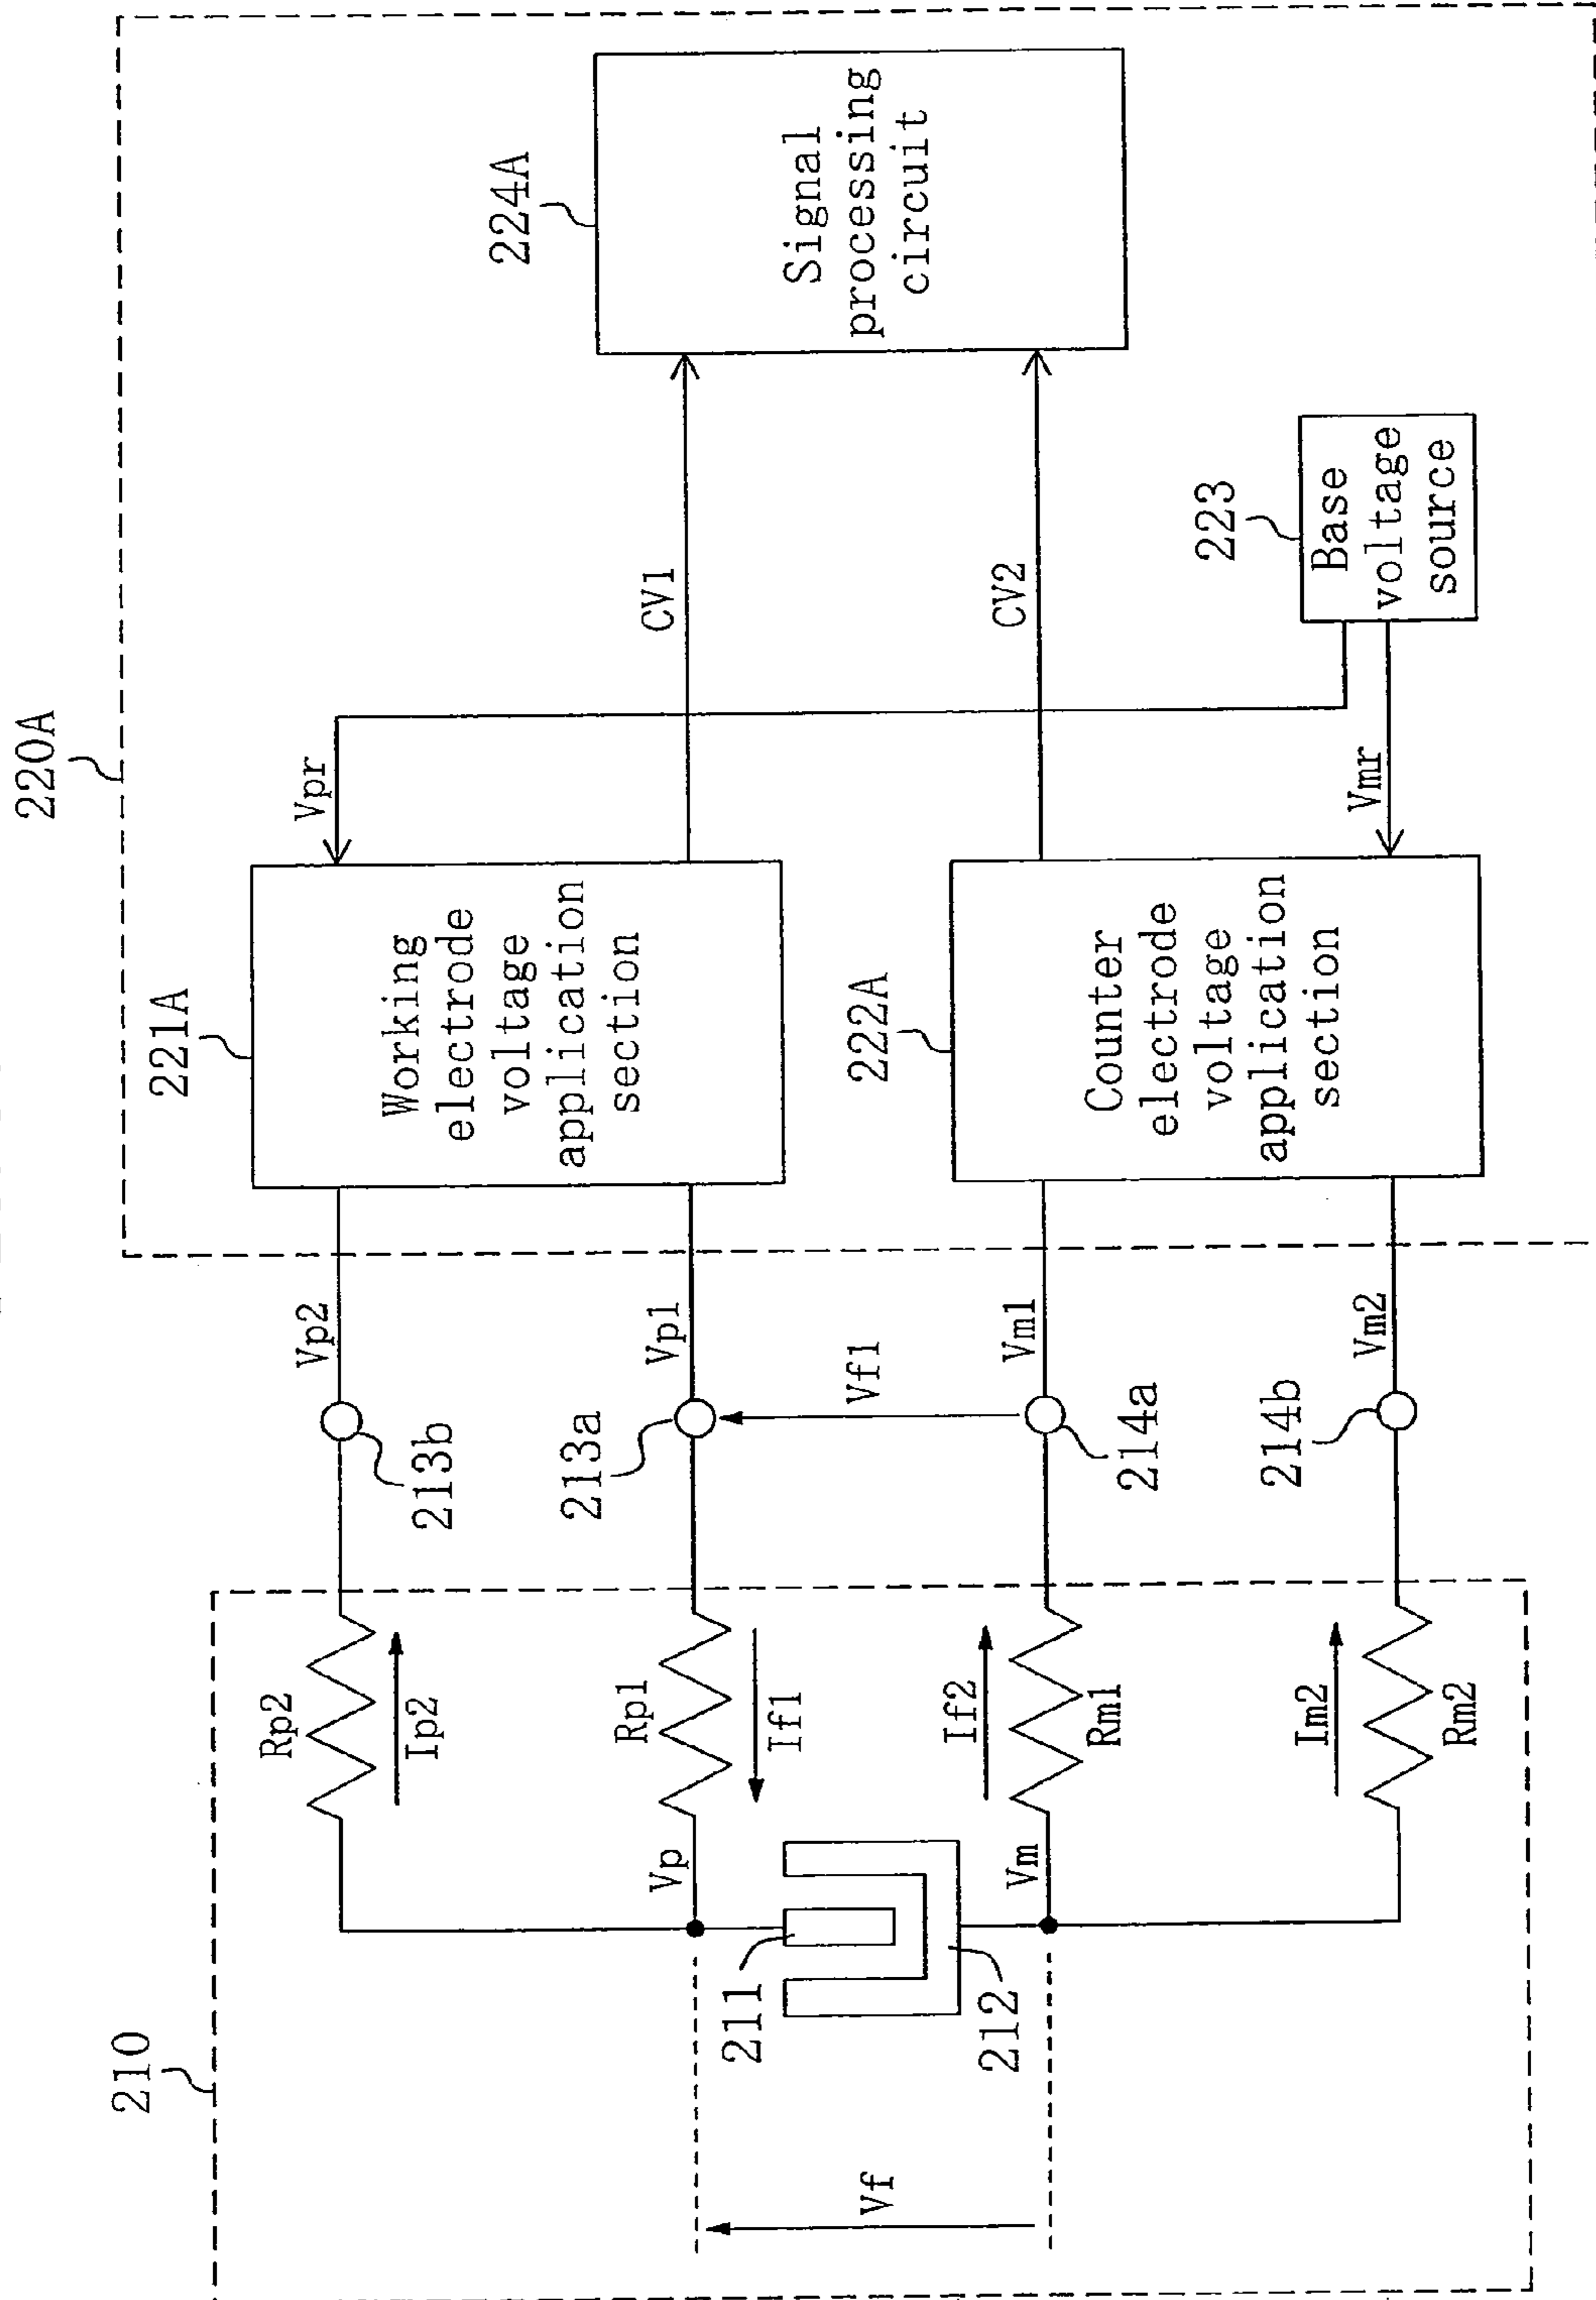 220A
210
221A
Working
electrode
voltage
application
section
222A
Counter
electrode
voltage
application
section
223
Base
voltage
source
224A
Signal
processing
circuit
Vpr
CV1
CV2
Vmr
Vp2
Vp1
Vm1
Vm2
Vf1
213b
213a
214a
214b
Rp2
Ip2
Rp1
If1
If2
Rm1
Im2
Rm2
Vp
Vm
211
212
Vf